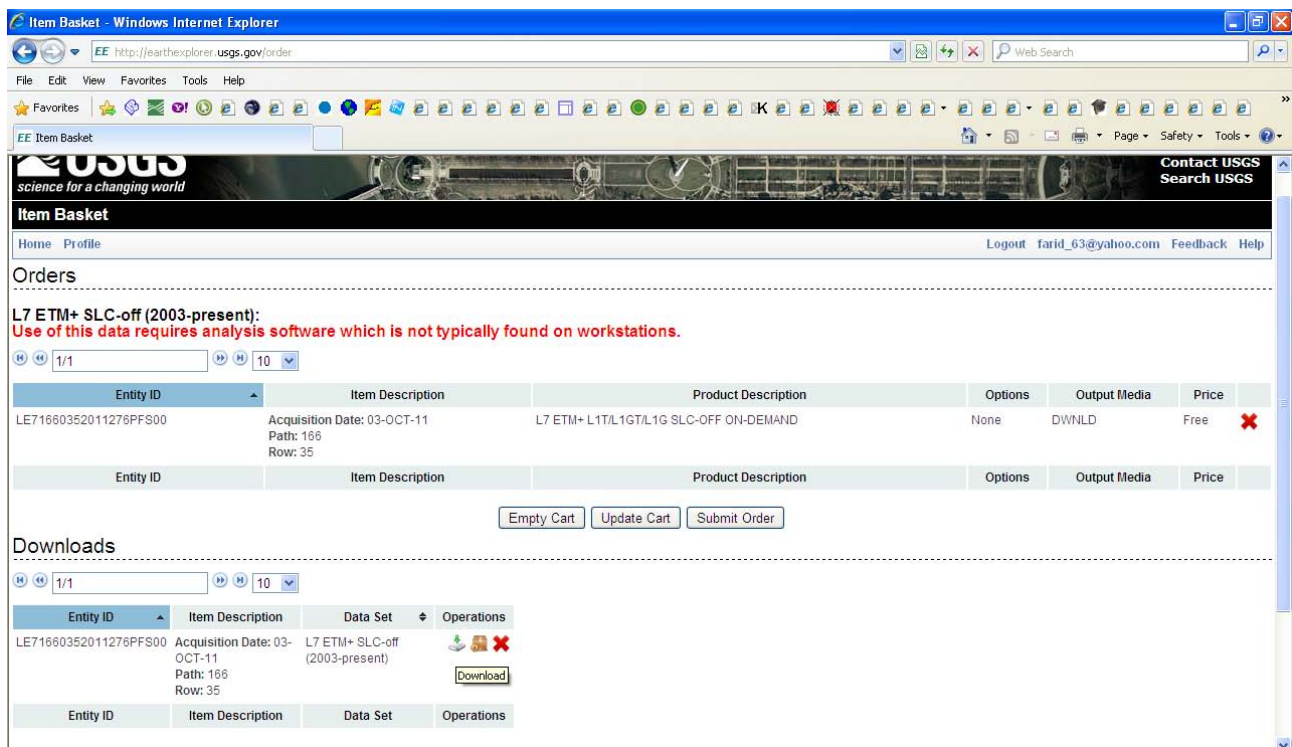 Item Basket - Windows Internet Explorer
EE http://earthexplorer.usgs.gov/order
Web Search
File Edit View Favorites Tools Help
Favorites
EE Item Basket
Page Safety Tools
USGS
science for a changing world
Contact USGS
Search USGS
Item Basket
Home Profile
Logout farid_63@yahoo.com Feedback Help
Orders
L7 ETM+ SLC-off (2003-present):
Use of this data requires analysis software which is not typically found on workstations.
1/1 10
Entity ID Item Description Product Description Options Output Media Price
LE71660352011276PFS00 Acquisition Date: 03-OCT-11 L7 ETM+ L1T/L1GT/L1G SLC-OFF ON-DEMAND None DWNLD Free
Path: 166
Row: 35
Entity ID Item Description Product Description Options Output Media Price
Empty Cart Update Cart Submit Order
Downloads
1/1 10
Entity ID Item Description Data Set Operations
LE71660352011276PFS00 Acquisition Date: 03- L7 ETM+ SLC-off
OCT-11 (2003-present)
Path: 166 Download
Row: 35
Entity ID Item Description Data Set Operations